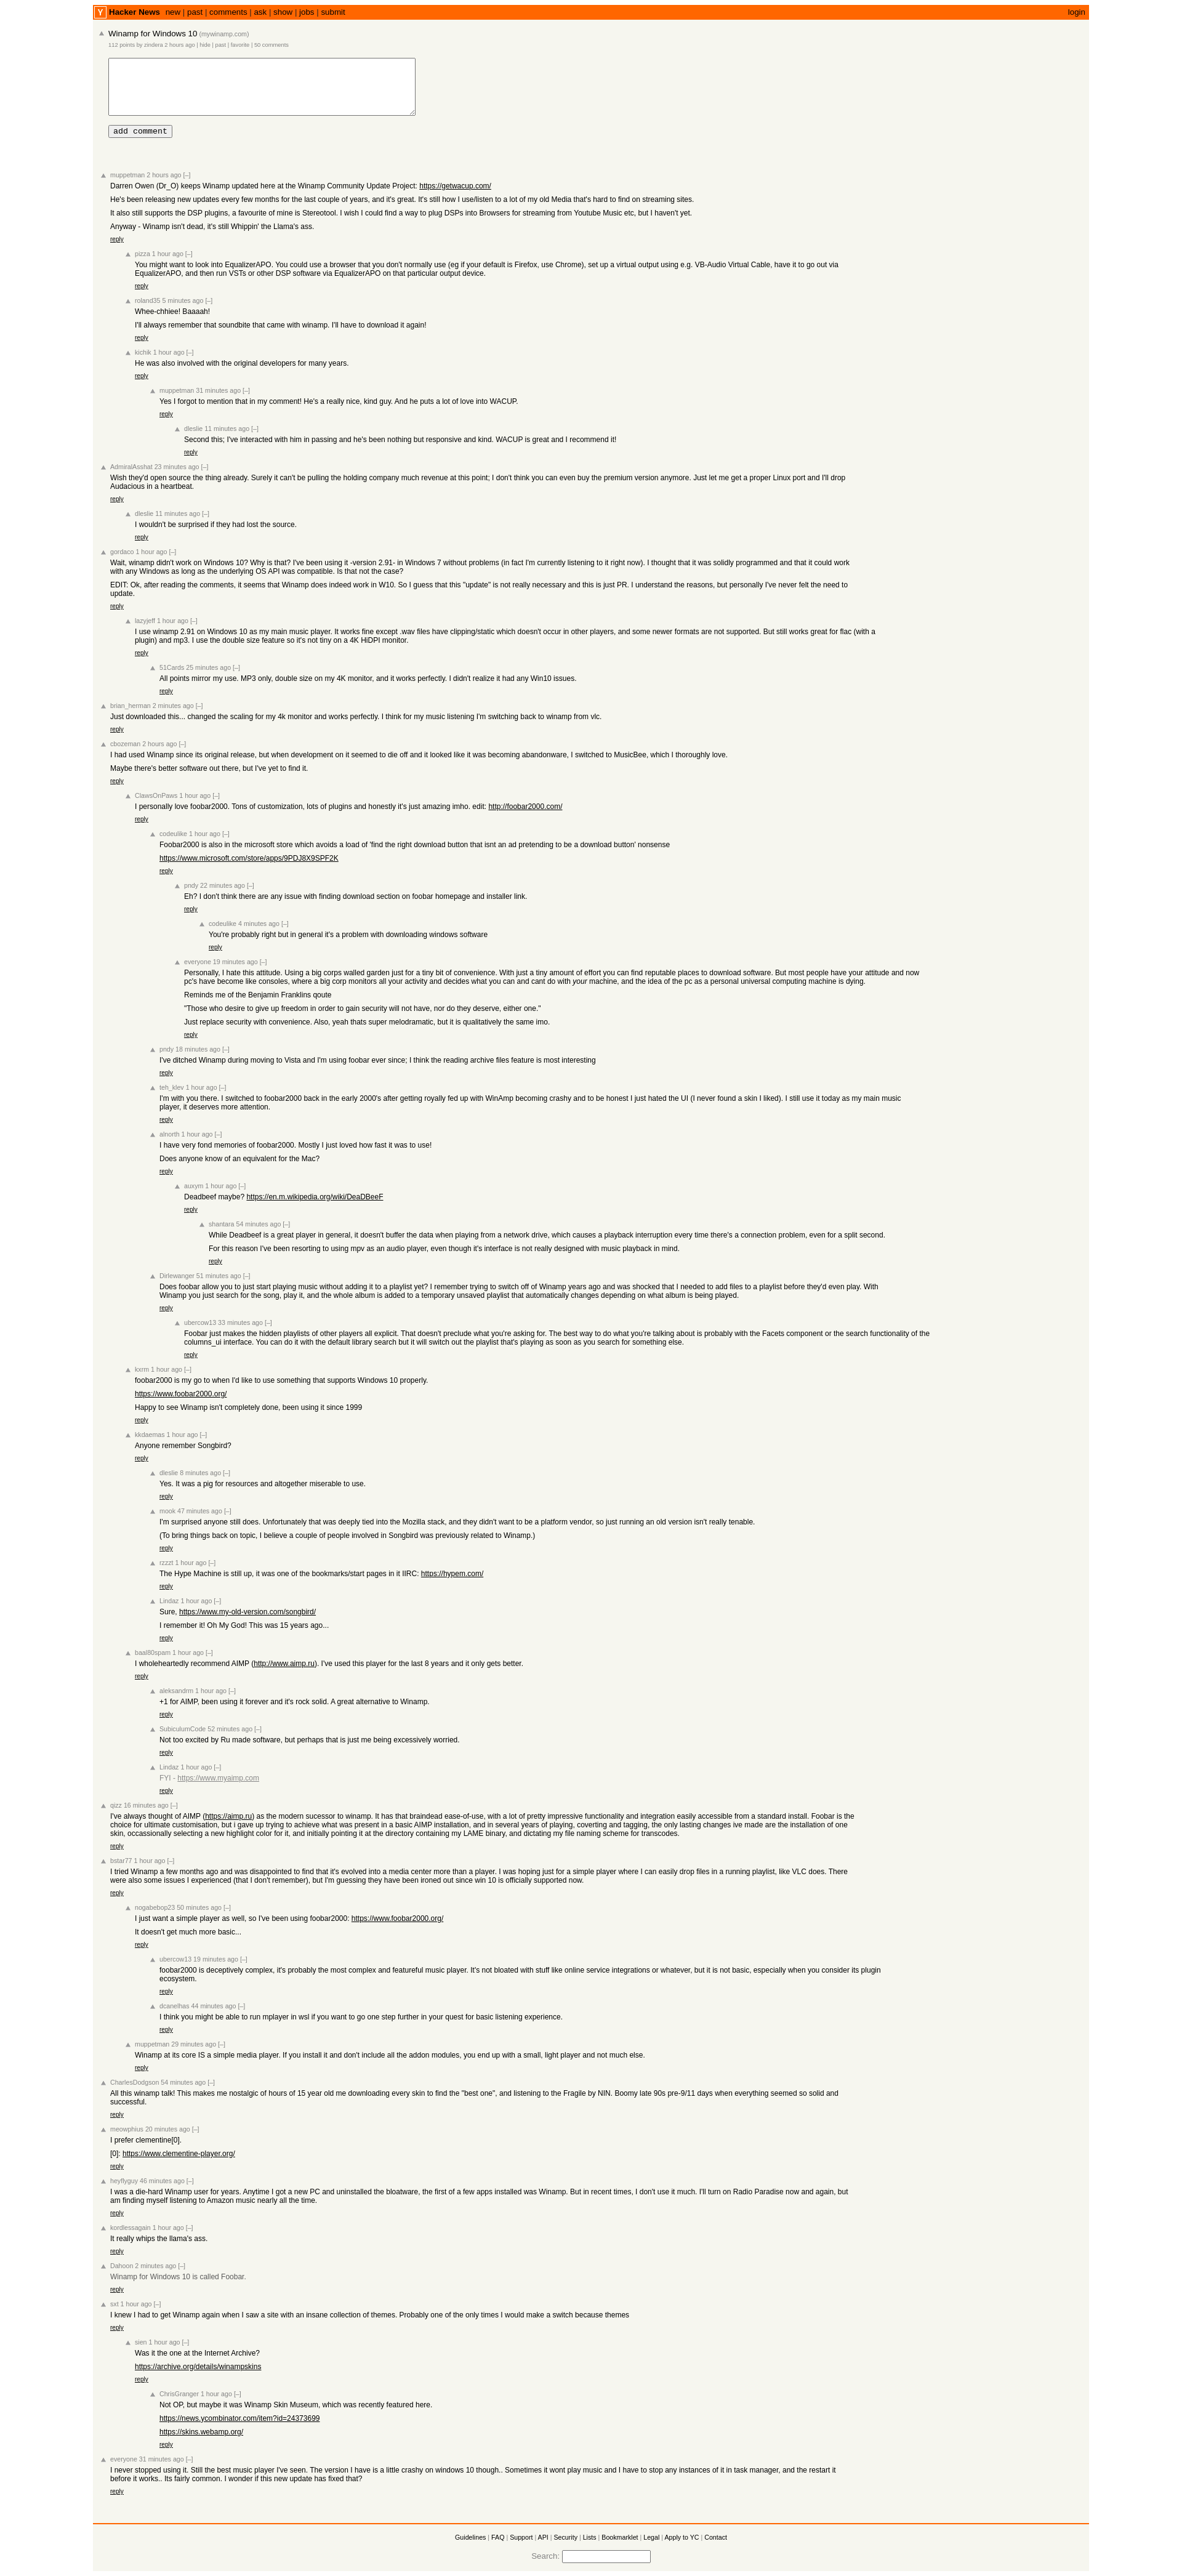 Y Hacker News new | past | comments | ask | show | jobs | submit login
Winamp for Windows 10 (mywinamp.com)
112 points by zindera 2 hours ago | hide | past | favorite | 50 comments
add comment
muppetman 2 hours ago [–]
Darren Owen (Dr_O) keeps Winamp updated here at the Winamp Community Update Project: https://getwacup.com/
He's been releasing new updates every few months for the last couple of years, and it's great. It's still how I use/listen to a lot of my old Media that's hard to find on streaming sites.
It also still supports the DSP plugins, a favourite of mine is Stereotool. I wish I could find a way to plug DSPs into Browsers for streaming from Youtube Music etc, but I haven't yet.
Anyway - Winamp isn't dead, it's still Whippin' the Llama's ass.
reply
pizza 1 hour ago [–]
You might want to look into EqualizerAPO. You could use a browser that you don't normally use (eg if your default is Firefox, use Chrome), set up a virtual output using e.g. VB-Audio Virtual Cable, have it to go out via
EqualizerAPO, and then run VSTs or other DSP software via EqualizerAPO on that particular output device.
reply
roland35 5 minutes ago [–]
Whee-chhiee! Baaaah!
I'll always remember that soundbite that came with winamp. I'll have to download it again!
reply
kichik 1 hour ago [–]
He was also involved with the original developers for many years.
reply
muppetman 31 minutes ago [–]
Yes I forgot to mention that in my comment! He's a really nice, kind guy. And he puts a lot of love into WACUP.
reply
dleslie 11 minutes ago [–]
Second this; I've interacted with him in passing and he's been nothing but responsive and kind. WACUP is great and I recommend it!
reply
AdmiralAsshat 23 minutes ago [–]
Wish they'd open source the thing already. Surely it can't be pulling the holding company much revenue at this point; I don't think you can even buy the premium version anymore. Just let me get a proper Linux port and I'll drop
Audacious in a heartbeat.
reply
dleslie 11 minutes ago [–]
I wouldn't be surprised if they had lost the source.
reply
gordaco 1 hour ago [–]
Wait, winamp didn't work on Windows 10? Why is that? I've been using it -version 2.91- in Windows 7 without problems (in fact I'm currently listening to it right now). I thought that it was solidly programmed and that it could work
with any Windows as long as the underlying OS API was compatible. Is that not the case?
EDIT: Ok, after reading the comments, it seems that Winamp does indeed work in W10. So I guess that this "update" is not really necessary and this is just PR. I understand the reasons, but personally I've never felt the need to
update.
reply
lazyjeff 1 hour ago [–]
I use winamp 2.91 on Windows 10 as my main music player. It works fine except .wav files have clipping/static which doesn't occur in other players, and some newer formats are not supported. But still works great for flac (with a
plugin) and mp3. I use the double size feature so it's not tiny on a 4K HiDPI monitor.
reply
51Cards 25 minutes ago [–]
All points mirror my use. MP3 only, double size on my 4K monitor, and it works perfectly. I didn't realize it had any Win10 issues.
reply
brian_herman 2 minutes ago [–]
Just downloaded this... changed the scaling for my 4k monitor and works perfectly. I think for my music listening I'm switching back to winamp from vlc.
reply
cbozeman 2 hours ago [–]
I had used Winamp since its original release, but when development on it seemed to die off and it looked like it was becoming abandonware, I switched to MusicBee, which I thoroughly love.
Maybe there's better software out there, but I've yet to find it.
reply
ClawsOnPaws 1 hour ago [–]
I personally love foobar2000. Tons of customization, lots of plugins and honestly it's just amazing imho. edit: http://foobar2000.com/
reply
codeulike 1 hour ago [–]
Foobar2000 is also in the microsoft store which avoids a load of 'find the right download button that isnt an ad pretending to be a download button' nonsense
https://www.microsoft.com/store/apps/9PDJ8X9SPF2K
reply
pndy 22 minutes ago [–]
Eh? I don't think there are any issue with finding download section on foobar homepage and installer link.
reply
codeulike 4 minutes ago [–]
You're probably right but in general it's a problem with downloading windows software
reply
everyone 19 minutes ago [–]
Personally, I hate this attitude. Using a big corps walled garden just for a tiny bit of convenience. With just a tiny amount of effort you can find reputable places to download software. But most people have your attitude and now
pc's have become like consoles, where a big corp monitors all your activity and decides what you can and cant do with your machine, and the idea of the pc as a personal universal computing machine is dying.
Reminds me of the Benjamin Franklins qoute
"Those who desire to give up freedom in order to gain security will not have, nor do they deserve, either one."
Just replace security with convenience. Also, yeah thats super melodramatic, but it is qualitatively the same imo.
reply
pndy 18 minutes ago [–]
I've ditched Winamp during moving to Vista and I'm using foobar ever since; I think the reading archive files feature is most interesting
reply
teh_klev 1 hour ago [–]
I'm with you there. I switched to foobar2000 back in the early 2000's after getting royally fed up with WinAmp becoming crashy and to be honest I just hated the UI (I never found a skin I liked). I still use it today as my main music
player, it deserves more attention.
reply
alnorth 1 hour ago [–]
I have very fond memories of foobar2000. Mostly I just loved how fast it was to use!
Does anyone know of an equivalent for the Mac?
reply
auxym 1 hour ago [–]
Deadbeef maybe? https://en.m.wikipedia.org/wiki/DeaDBeeF
reply
shantara 54 minutes ago [–]
While Deadbeef is a great player in general, it doesn't buffer the data when playing from a network drive, which causes a playback interruption every time there's a connection problem, even for a split second.
For this reason I've been resorting to using mpv as an audio player, even though it's interface is not really designed with music playback in mind.
reply
Dirlewanger 51 minutes ago [–]
Does foobar allow you to just start playing music without adding it to a playlist yet? I remember trying to switch off of Winamp years ago and was shocked that I needed to add files to a playlist before they'd even play. With
Winamp you just search for the song, play it, and the whole album is added to a temporary unsaved playlist that automatically changes depending on what album is being played.
reply
ubercow13 33 minutes ago [–]
Foobar just makes the hidden playlists of other players all explicit. That doesn't preclude what you're asking for. The best way to do what you're talking about is probably with the Facets component or the search functionality of the
columns_ui interface. You can do it with the default library search but it will switch out the playlist that's playing as soon as you search for something else.
reply
kxrm 1 hour ago [–]
foobar2000 is my go to when I'd like to use something that supports Windows 10 properly.
https://www.foobar2000.org/
Happy to see Winamp isn't completely done, been using it since 1999
reply
kkdaemas 1 hour ago [–]
Anyone remember Songbird?
reply
dleslie 8 minutes ago [–]
Yes. It was a pig for resources and altogether miserable to use.
reply
mook 47 minutes ago [–]
I'm surprised anyone still does. Unfortunately that was deeply tied into the Mozilla stack, and they didn't want to be a platform vendor, so just running an old version isn't really tenable.
(To bring things back on topic, I believe a couple of people involved in Songbird was previously related to Winamp.)
reply
rzzzt 1 hour ago [–]
The Hype Machine is still up, it was one of the bookmarks/start pages in it IIRC: https://hypem.com/
reply
Lindaz 1 hour ago [–]
Sure, https://www.my-old-version.com/songbird/
I remember it! Oh My God! This was 15 years ago...
reply
baal80spam 1 hour ago [–]
I wholeheartedly recommend AIMP (http://www.aimp.ru). I've used this player for the last 8 years and it only gets better.
reply
aleksandrm 1 hour ago [–]
+1 for AIMP, been using it forever and it's rock solid. A great alternative to Winamp.
reply
SubiculumCode 52 minutes ago [–]
Not too excited by Ru made software, but perhaps that is just me being excessively worried.
reply
Lindaz 1 hour ago [–]
FYI - https://www.myaimp.com
reply
qizz 16 minutes ago [–]
I've always thought of AIMP (https://aimp.ru) as the modern sucessor to winamp. It has that braindead ease-of-use, with a lot of pretty impressive functionality and integration easily accessible from a standard install. Foobar is the
choice for ultimate customisation, but i gave up trying to achieve what was present in a basic AIMP installation, and in several years of playing, coverting and tagging, the only lasting changes ive made are the installation of one
skin, occassionally selecting a new highlight color for it, and initially pointing it at the directory containing my LAME binary, and dictating my file naming scheme for transcodes.
reply
bstar77 1 hour ago [–]
I tried Winamp a few months ago and was disappointed to find that it's evolved into a media center more than a player. I was hoping just for a simple player where I can easily drop files in a running playlist, like VLC does. There
were also some issues I experienced (that I don't remember), but I'm guessing they have been ironed out since win 10 is officially supported now.
reply
nogabebop23 50 minutes ago [–]
I just want a simple player as well, so I've been using foobar2000: https://www.foobar2000.org/
It doesn't get much more basic...
reply
ubercow13 19 minutes ago [–]
foobar2000 is deceptively complex, it's probably the most complex and featureful music player. It's not bloated with stuff like online service integrations or whatever, but it is not basic, especially when you consider its plugin
ecosystem.
reply
dcanelhas 44 minutes ago [–]
I think you might be able to run mplayer in wsl if you want to go one step further in your quest for basic listening experience.
reply
muppetman 29 minutes ago [–]
Winamp at its core IS a simple media player. If you install it and don't include all the addon modules, you end up with a small, light player and not much else.
reply
CharlesDodgson 54 minutes ago [–]
All this winamp talk! This makes me nostalgic of hours of 15 year old me downloading every skin to find the "best one", and listening to the Fragile by NIN. Boomy late 90s pre-9/11 days when everything seemed so solid and
successful.
reply
meowphius 20 minutes ago [–]
I prefer clementine[0].
[0]: https://www.clementine-player.org/
reply
heyflyguy 46 minutes ago [–]
I was a die-hard Winamp user for years. Anytime I got a new PC and uninstalled the bloatware, the first of a few apps installed was Winamp. But in recent times, I don't use it much. I'll turn on Radio Paradise now and again, but
am finding myself listening to Amazon music nearly all the time.
reply
kordlessagain 1 hour ago [–]
It really whips the llama's ass.
reply
Dahoon 2 minutes ago [–]
Winamp for Windows 10 is called Foobar.
reply
sxt 1 hour ago [–]
I knew I had to get Winamp again when I saw a site with an insane collection of themes. Probably one of the only times I would make a switch because themes
reply
sien 1 hour ago [–]
Was it the one at the Internet Archive?
https://archive.org/details/winampskins
reply
ChrisGranger 1 hour ago [–]
Not OP, but maybe it was Winamp Skin Museum, which was recently featured here.
https://news.ycombinator.com/item?id=24373699
https://skins.webamp.org/
reply
everyone 31 minutes ago [–]
I never stopped using it. Still the best music player I've seen. The version I have is a little crashy on windows 10 though.. Sometimes it wont play music and I have to stop any instances of it in task manager, and the restart it
before it works.. Its fairly common. I wonder if this new update has fixed that?
reply
Guidelines | FAQ | Support | API | Security | Lists | Bookmarklet | Legal | Apply to YC | Contact
Search: